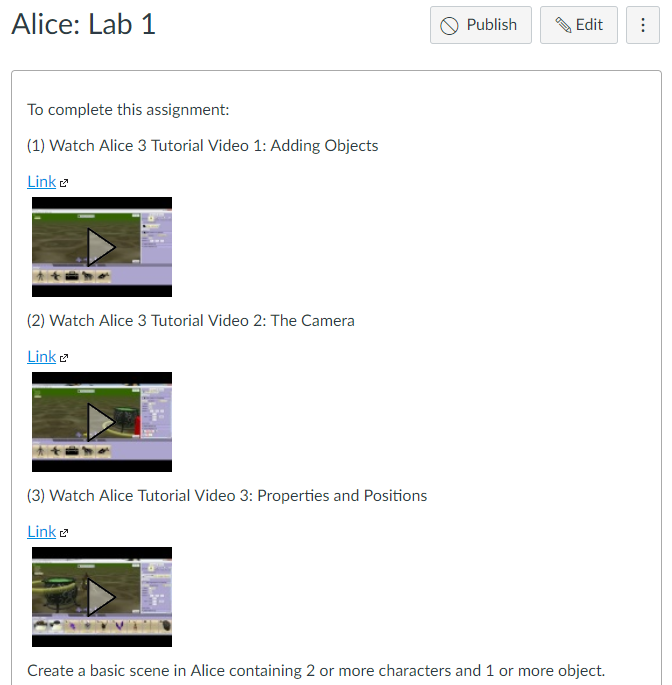 Alice: Lab 1
Publish
Edit
To complete this assignment:
(1) Watch Alice 3 Tutorial Video 1: Adding Objects
Link
(2) Watch Alice 3 Tutorial Video 2: The Camera
Link
(3) Watch Alice Tutorial Video 3: Properties and Positions
Link
Create a basic scene in Alice containing 2 or more characters and 1 or more object.